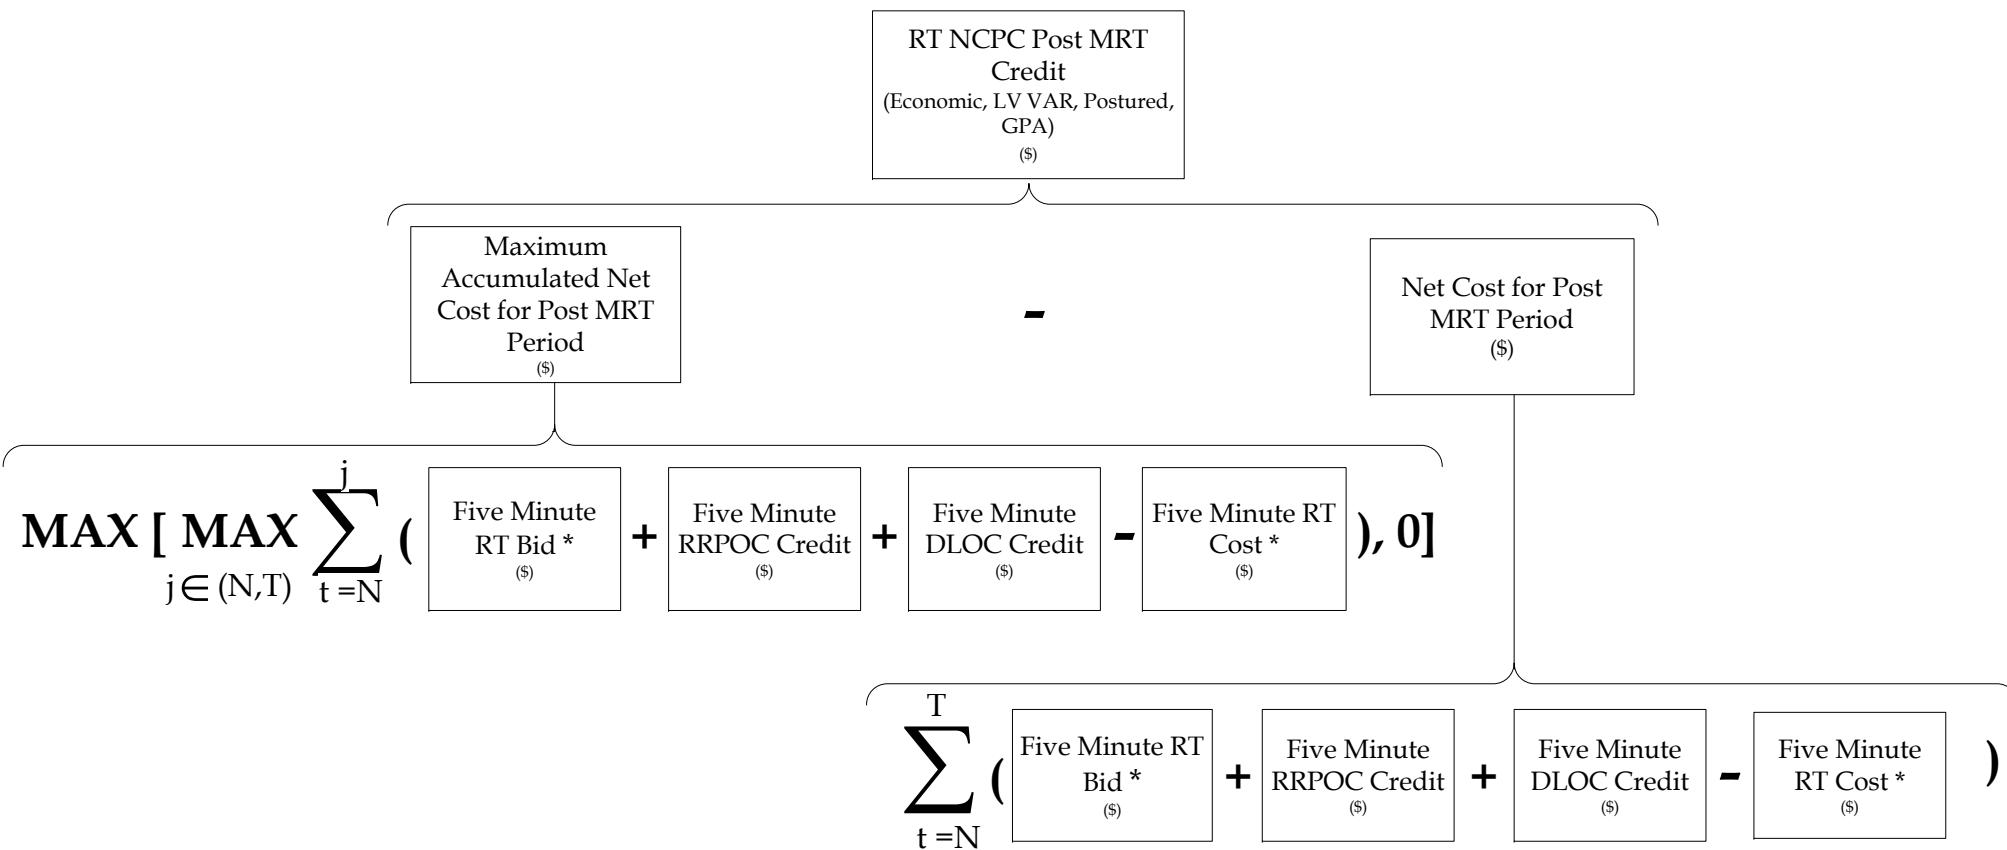 RT NCPC Post MRT
Credit
(Economic, LV VAR, Postured,
GPA)
($)
Maximum
Accumulated Net
Cost for Post MRT
Period
($)
-
Net Cost for Post
MRT Period
($)
MAX [ MAX j ∈ (N,T) ∑ j t =N (
Five Minute
RT Bid *
($)
+
Five Minute
RRPOC Credit
($)
+
Five Minute
DLOC Credit
($)
-
Five Minute RT
Cost *
($)
), 0]
∑ T t =N (
Five Minute RT
Bid *
($)
+
Five Minute
RRPOC Credit
($)
+
Five Minute
DLOC Credit
($)
-
Five Minute
RT Cost *
($)
)